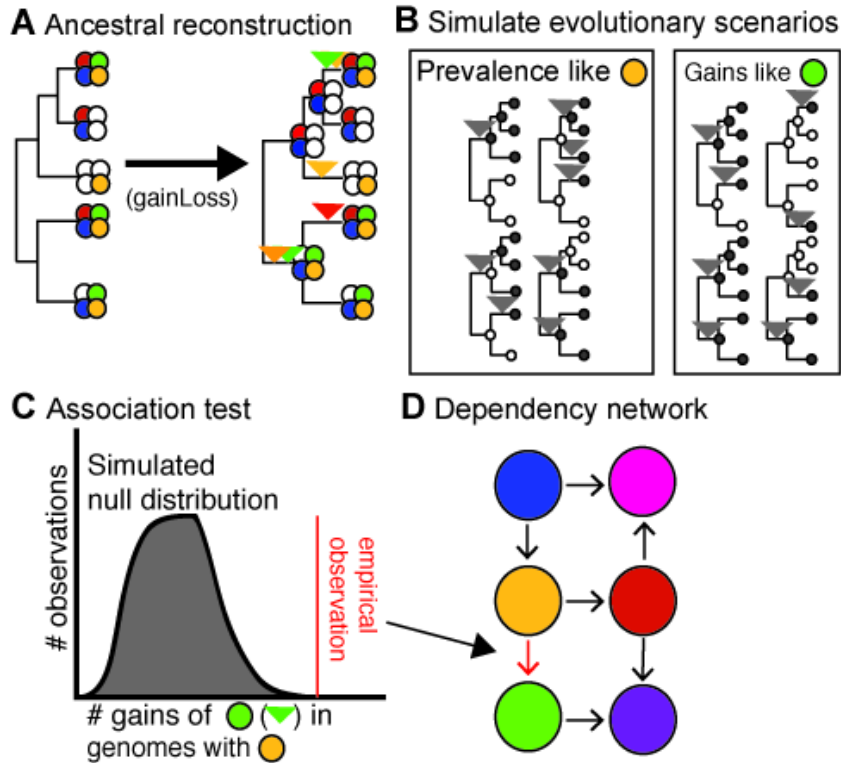 A Ancestral reconstruction
(gainLoss)
B Simulate evolutionary scenarios
Prevalence like
Gains like
C Association test
# observations
Simulated
null distribution
empirical
observation
# gains of ( ) in
genomes with
D Dependency network